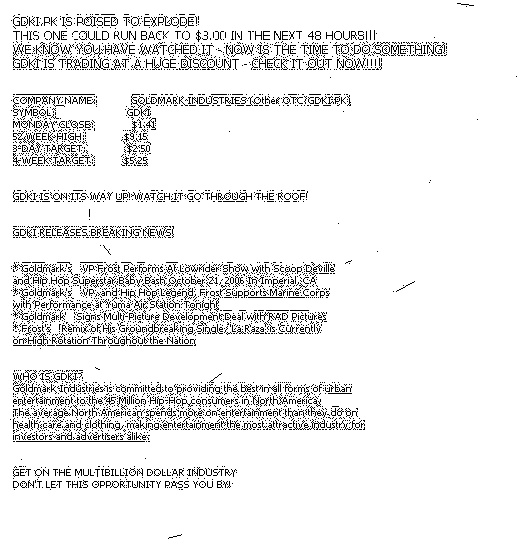 GDKI.PK IS POISED TO EXPLODE!
THIS ONE COULD RUN BACK TO $3.00 IN THE NEXT 48 HOURS!!!
WE KNOW YOU HAVE WATCHED IT - NOW IS THE TIME TO DO SOMETHING!
GDKI IS TRADING AT A HUGE DISCOUNT - CHECK IT OUT NOW!!!!
COMPANY NAME: GOLDMARK INDUSTRIES (Other OTC:GDKI.PK)
SYMBOL: GDKI
MONDAY CLOSE: $1.41
52 WEEK HIGH: $9.15
3-DAY TARGET: $2.50
4-WEEK TARGET: $5.25
GDKI IS ON ITS WAY UP! WATCH IT GO THROUGH THE ROOF!
GDKI RELEASES BREAKING NEWS!
* Goldmark's VP Frost Performs At Lowrider Show with Scoop Deville
and Hip Hop Superstar Baby Bash October 21, 2006 In Imperial, CA
* Goldmark's VP, and Hip Hop Legend, Frost Supports Marine Corps
with Performance at Yuma Air Station Tonight
* Goldmark Signs Multi-Picture Development Deal with RAD Pictures
* Frost's Remix of His Groundbreaking Single, La Raza, is Currently
on High Rotation Throughout the Nation
WHO IS GDKI?
Goldmark Industries is committed to providing the best in all forms of urban
entertainment to the 45 Million Hip-Hop consumers in North America.
The average North American spends more on entertainment than they do on
health care and clothing, making entertainment the most attractive industry for
investors and advertisers alike.
GET ON THE MULTIBILLION DOLLAR INDUSTRY
DON'T LET THIS OPPORTUNITY PASS YOU BY!